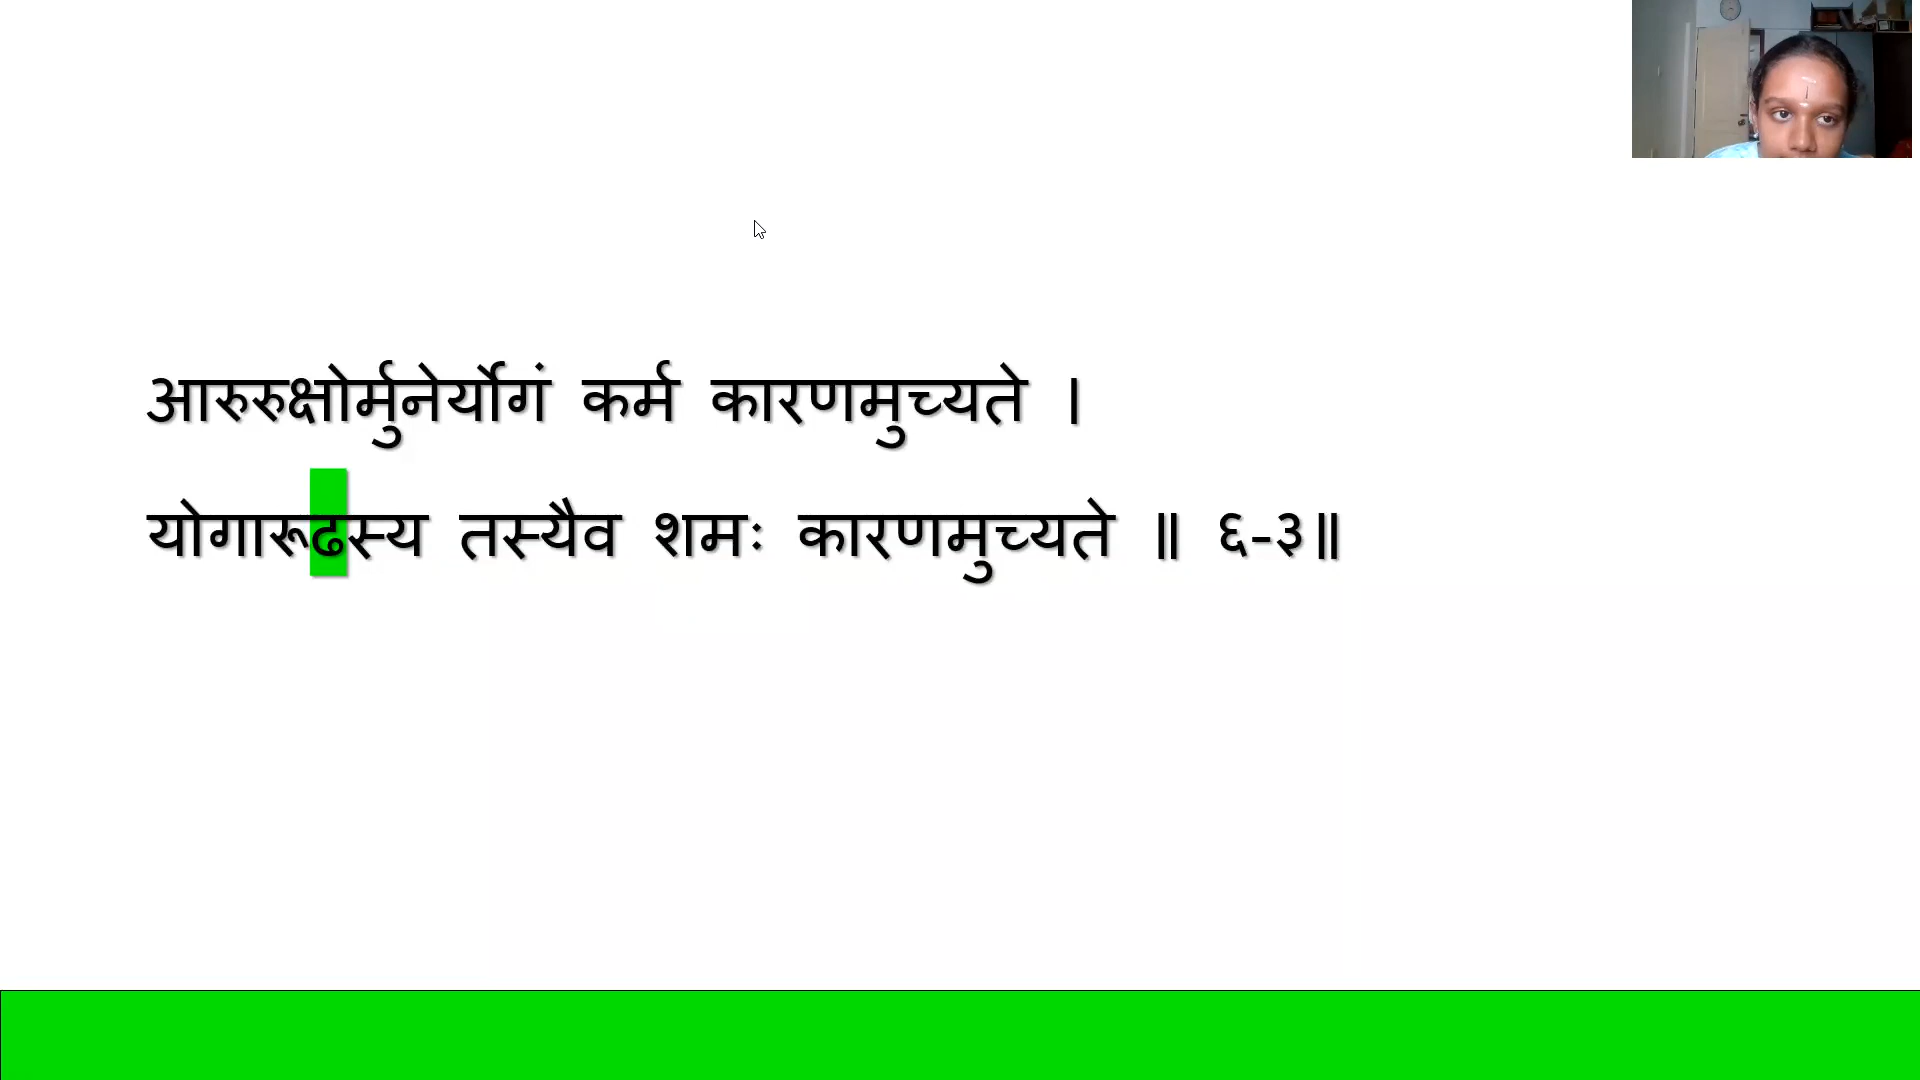 आरुरुक्षोर्मुनेर्योगं कर्म कारणमुच्यते ।
योगारूढस्य तस्यैव शमः कारणमुच्यते ॥ ६-३॥